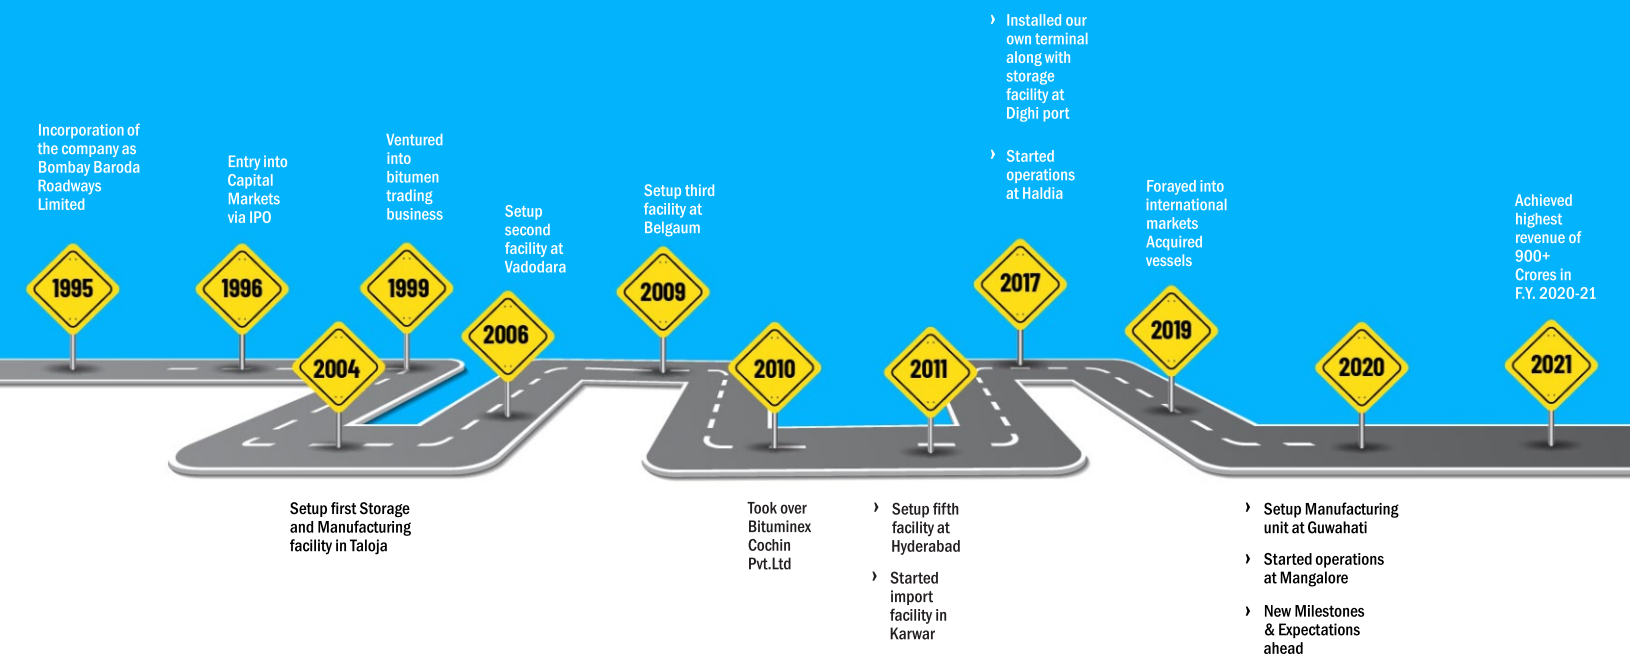 Incorporation of
the company as
Bombay Baroda
Roadways
Limited
1995
Entry into
Capital
Markets
via IPO
1996
Ventured
into
bitumen
trading
business
1999
2004
Setup first Storage
and Manufacturing
facility in Taloja
Setup
second
facility at
Vadodara
2006
Setup third
facility at
Belgaum
2009
2010
Took over
Bituminex
Cochin
Pvt.Ltd
2011
› Setup fifth
facility at
Hyderabad
› Started
import
facility in
Karwar
› Installed our
own terminal
along with
storage
facility at
Dighi port
› Started
operations
at Haldia
2017
Forayed into
international
markets
Acquired
vessels
2019
2020
› Setup Manufacturing
unit at Guwahati
› Started operations
at Mangalore
› New Milestones
& Expectations
ahead
Achieved
highest
revenue of
900+
Crores in
F.Y. 2020-21
2021